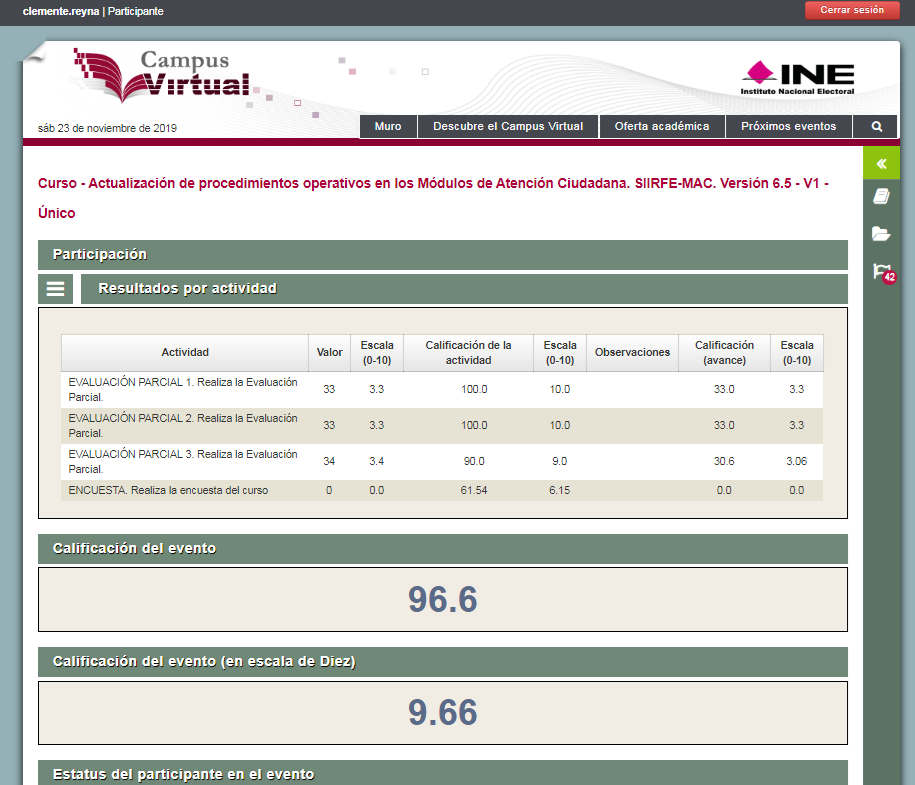 clemente.reyna | Participante
Cerrar sesión
Campus
Virtual
INE
Instituto Nacional Electoral
sáb 23 de noviembre de 2019
Muro
Descubre el Campus Virtual
Oferta académica
Próximos eventos
Curso - Actualización de procedimientos operativos en los Módulos de Atención Ciudadana. SIIRFE-MAC. Versión 6.5 - V1 -
Único
42
Participación
Resultados por actividad
Actividad Valor Escala (0-10) Calificación de la actividad Escala (0-10) Observaciones Calificación (avance) Escala (0-10)
EVALUACIÓN PARCIAL 1. Realiza la Evaluación Parcial. 33 3.3 100.0 10.0 33.0 3.3
EVALUACIÓN PARCIAL 2. Realiza la Evaluación Parcial. 33 3.3 100.0 10.0 33.0 3.3
EVALUACIÓN PARCIAL 3. Realiza la Evaluación Parcial. 34 3.4 90.0 9.0 30.6 3.06
ENCUESTA. Realiza la encuesta del curso 0 0.0 61.54 6.15 0.0 0.0
Calificación del evento
96.6
Calificación del evento (en escala de Diez)
9.66
Estatus del participante en el evento